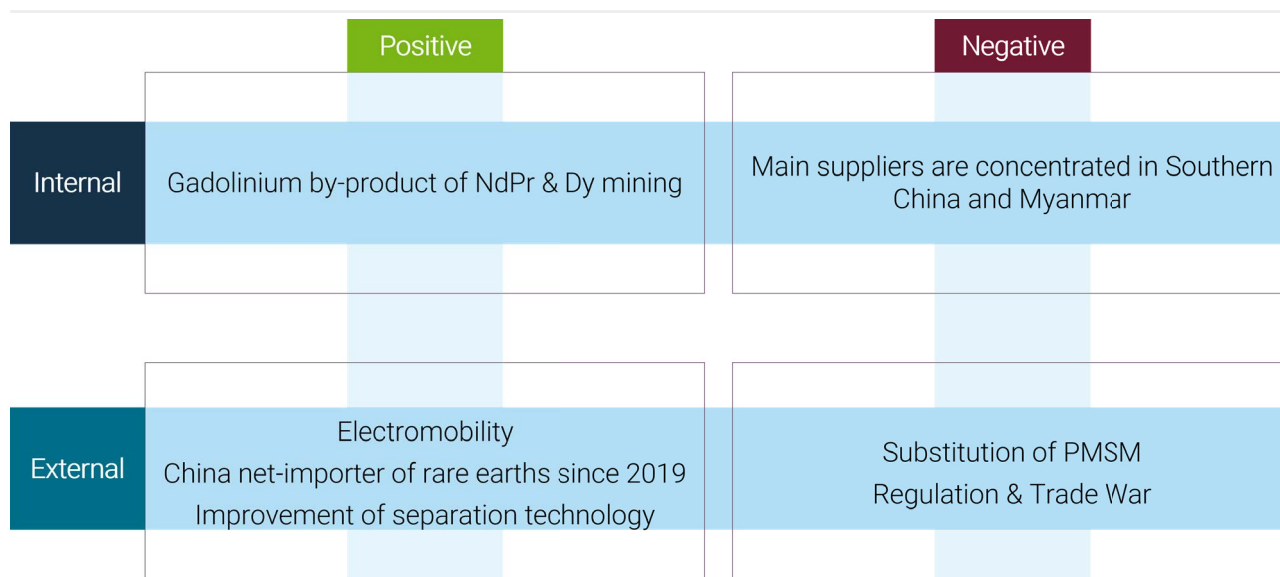 Positive
Negative
Internal
Gadolinium by-product of NdPr & Dy mining
Main suppliers are concentrated in Southern
China and Myanmar
External
Electromobility
China net-importer of rare earths since 2019
Improvement of separation technology
Substitution of PMSM
Regulation & Trade War